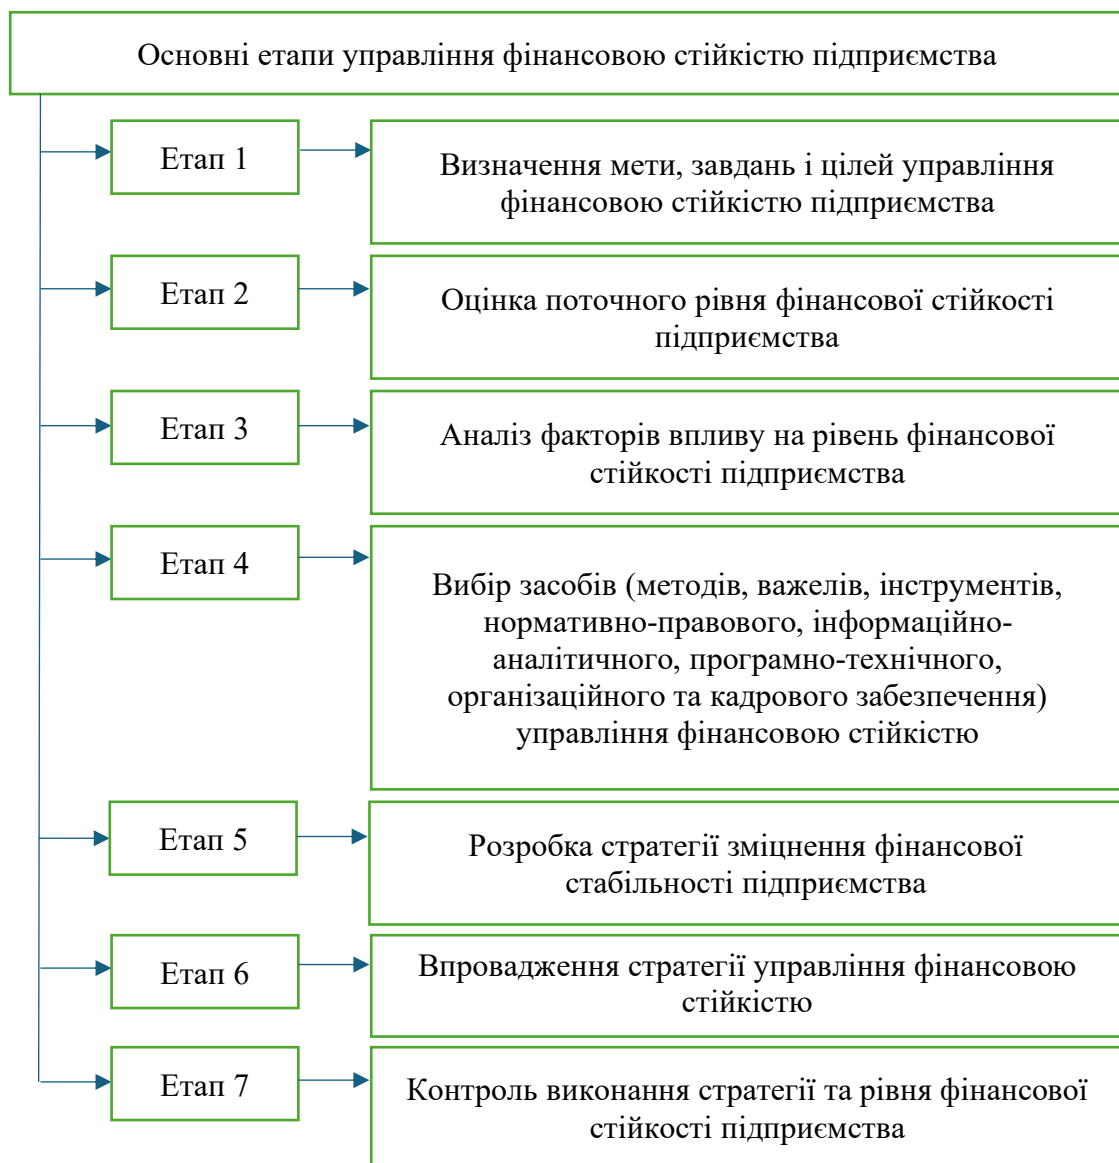 Основні етапи управління фінансовою стійкістю підприємства
Етап 1
Визначення мети, завдань і цілей управління
фінансовою стійкістю підприємства
Етап 2
Оцінка поточного рівня фінансової стійкості
підприємства
Етап 3
Аналіз факторів впливу на рівень фінансової
стійкості підприємства
Етап 4
Вибір засобів (методів, важелів, інструментів,
нормативно-правового, інформаційно-
аналітичного, програмно-технічного,
організаційного та кадрового забезпечення)
управління фінансовою стійкістю
Етап 5
Розробка стратегії зміцнення фінансової
стабільності підприємства
Етап 6
Впровадження стратегії управління фінансовою
стійкістю
Етап 7
Контроль виконання стратегії та рівня фінансової
стійкості підприємства